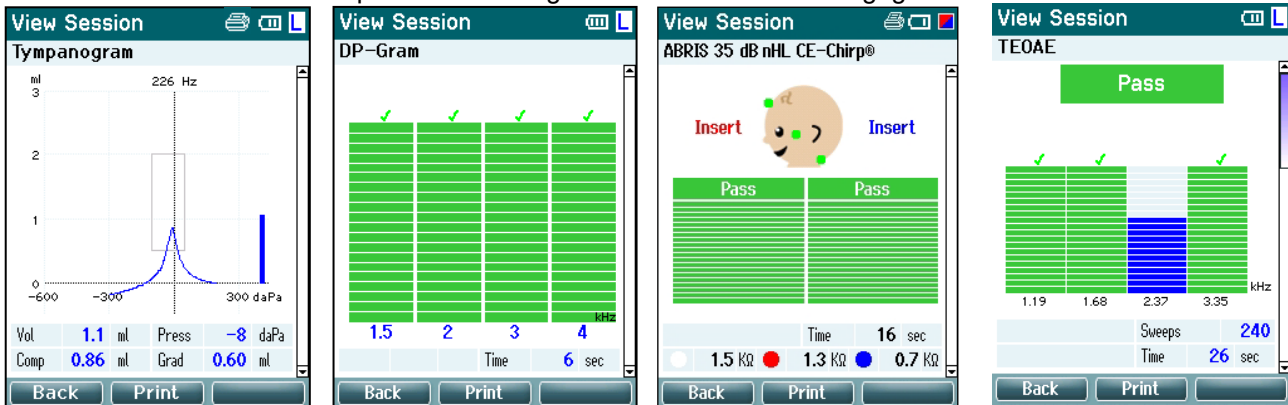 View Session
L
Tympanogram
ml
226 Hz
3
2
1
0
-600 -300 300 daPa
Vol 1.1 ml Press -8 daPa
Comp 0.86 ml Grad 0.60 ml
Back Print
View Session
L
DP-Gram
kHz
1.5 2 3 4
Time 6 sec
Back Print
View Session
ABRIS 35 dB nHL CE-Chirp®
Insert Insert
Pass Pass
Time 16 sec
1.5 KΩ 1.3 KΩ 0.7 KΩ
Back Print
View Session
L
TEOAE
Pass
kHz
1.19 1.68 2.37 3.35
Sweeps 240
Time 26 sec
Back Print